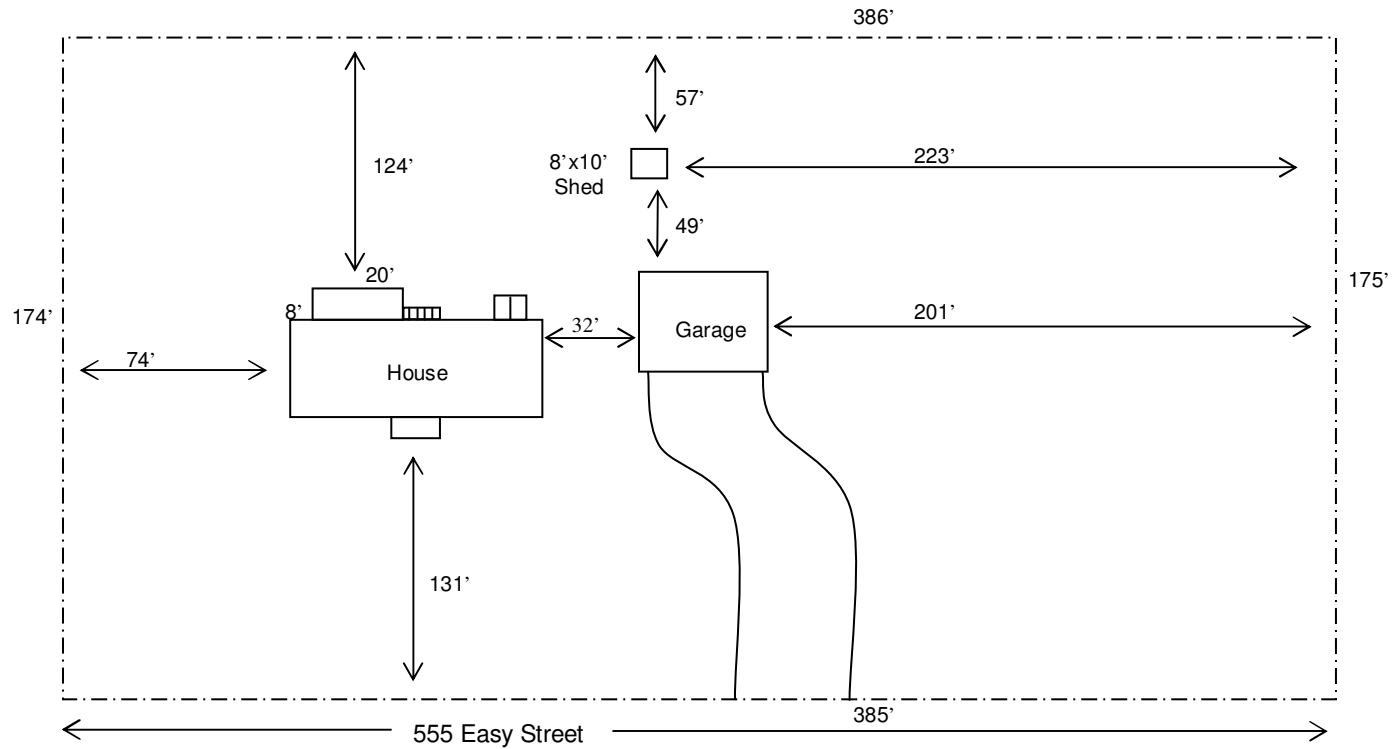 386’
57’
124’
8’x10’
Shed
223’
49’
20’
8’
174’
175’
32’
Garage
201’
74’
House
131’
385’
555 Easy Street